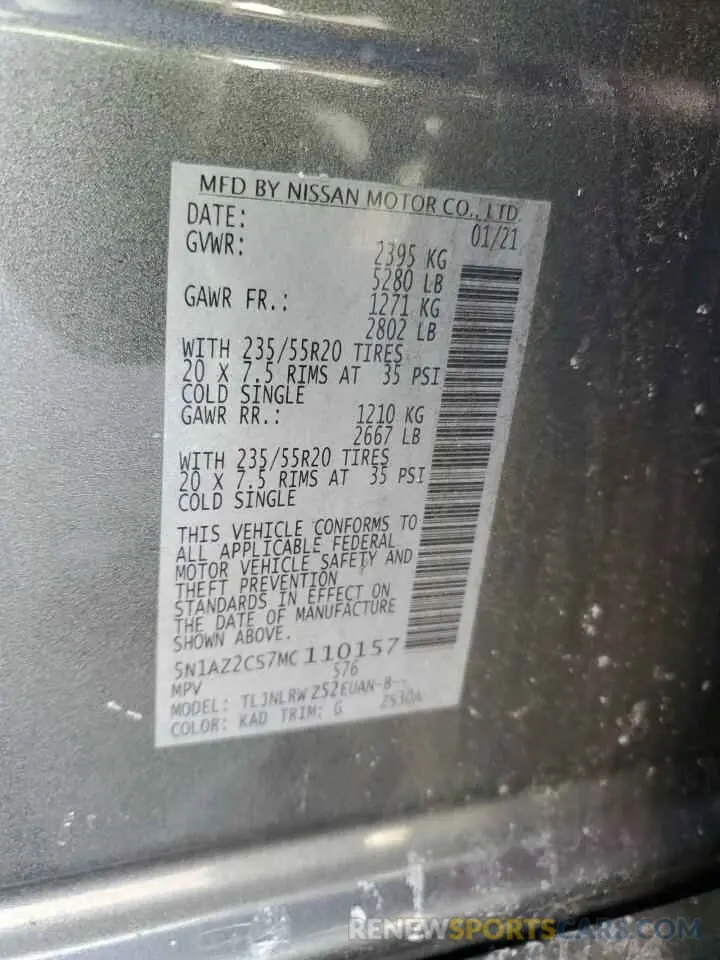 MFD BY NISSAN MOTOR CO., LTD
DATE: 01/21
GVWR: 2395 KG
5280 LB
GAWR FR.: 1271 KG
2802 LB
WITH 235/55R20 TIRES
20 X 7.5 RIMS AT 35 PSI
COLD SINGLE
GAWR RR.: 1210 KG
2667 LB
WITH 235/55R20 TIRES
20 X 7.5 RIMS AT 35 PSI
COLD SINGLE
THIS VEHICLE CONFORMS TO
ALL APPLICABLE FEDERAL
MOTOR VEHICLE SAFETY AND
THEFT PREVENTION
STANDARDS IN EFFECT ON
THE DATE OF MANUFACTURE
SHOWN ABOVE.
5N1AZ2CS7MC110157
MPV 576
MODEL: TLJNLRWZ52EUAN-B--
COLOR: KAD TRIM: G 2S30A
RENEWSPORTSCARS.COM